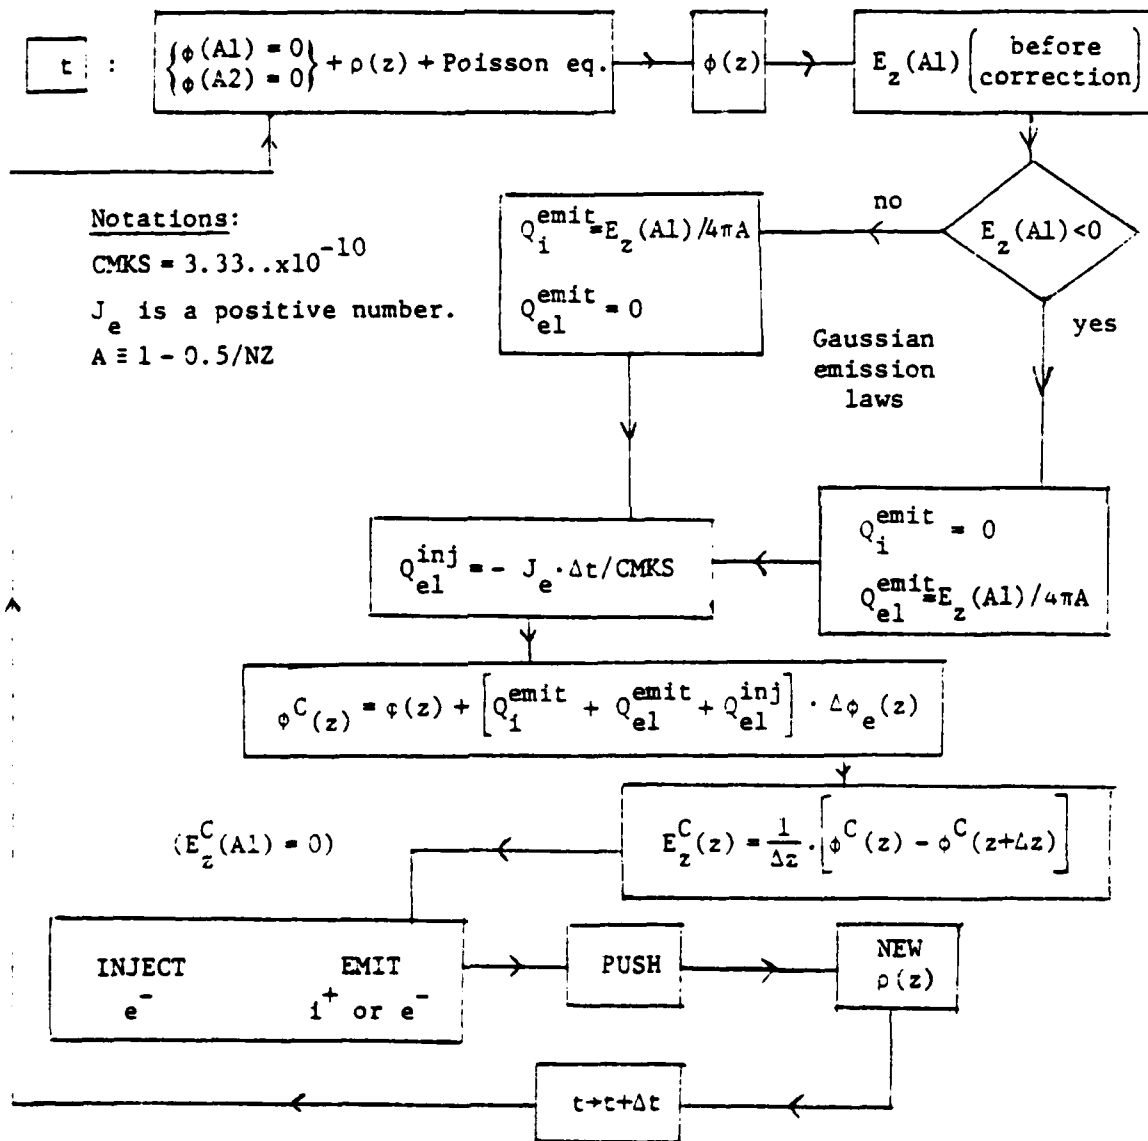 t : {φ(A1) = 0 φ(A2) = 0} + ρ(z) + Poisson eq.
φ(z)
E_z(A1) (before correction)
Notations:
CMKS = 3.33..x10^-10
J_e is a positive number.
A ≡ 1 - 0.5/NZ
no
E_z(A1)<0
yes
Q_i^emit = E_z(A1)/4πA
Q_el^emit = 0
Gaussian
emission
laws
Q_i^emit = 0
Q_el^emit = E_z(A1)/4πA
Q_el^inj = - J_e·Δt/CMKS
φ^C(z) = φ(z) + [Q_i^emit + Q_el^emit + Q_el^inj] · Δφ_e(z)
E_z^C(z) = 1/Δz · [φ^C(z) - φ^C(z+Δz)]
(E_z^C(A1) = 0)
INJECT
e^-
EMIT
i^+ or e^-
PUSH
NEW
ρ(z)
t→t+Δt